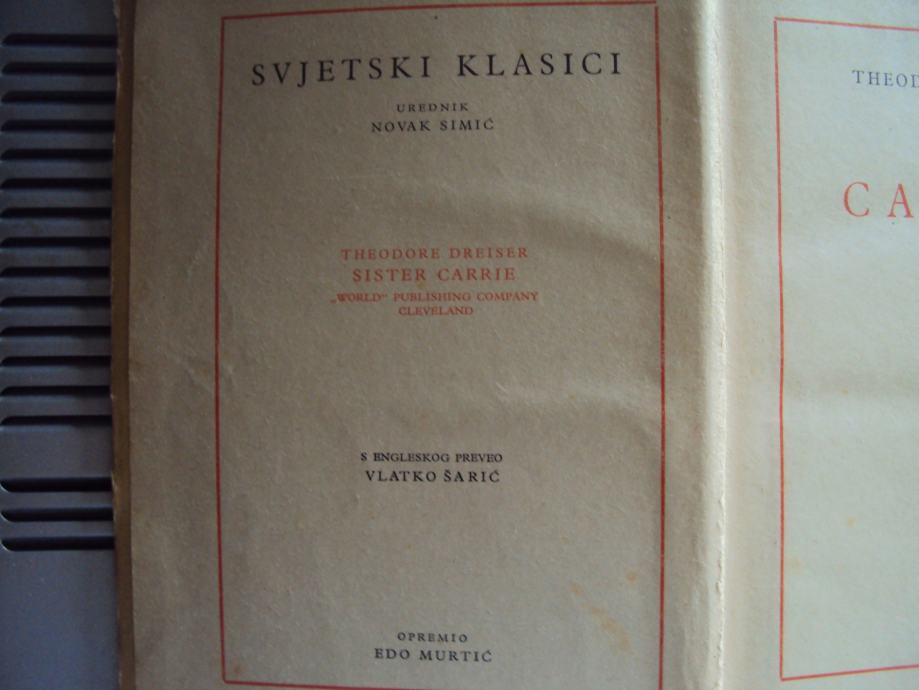 SVJETSKI KLASICI
UREDNIK
NOVAK SIMIĆ
THEODORE DREISER
SISTER CARRIE
„WORLD“ PUBLISHING COMPANY
CLEVELAND
S ENGLESKOG PREVEO
VLATKO ŠARIĆ
OPREMIO
EDO MURTIĆ
THEOD
CA